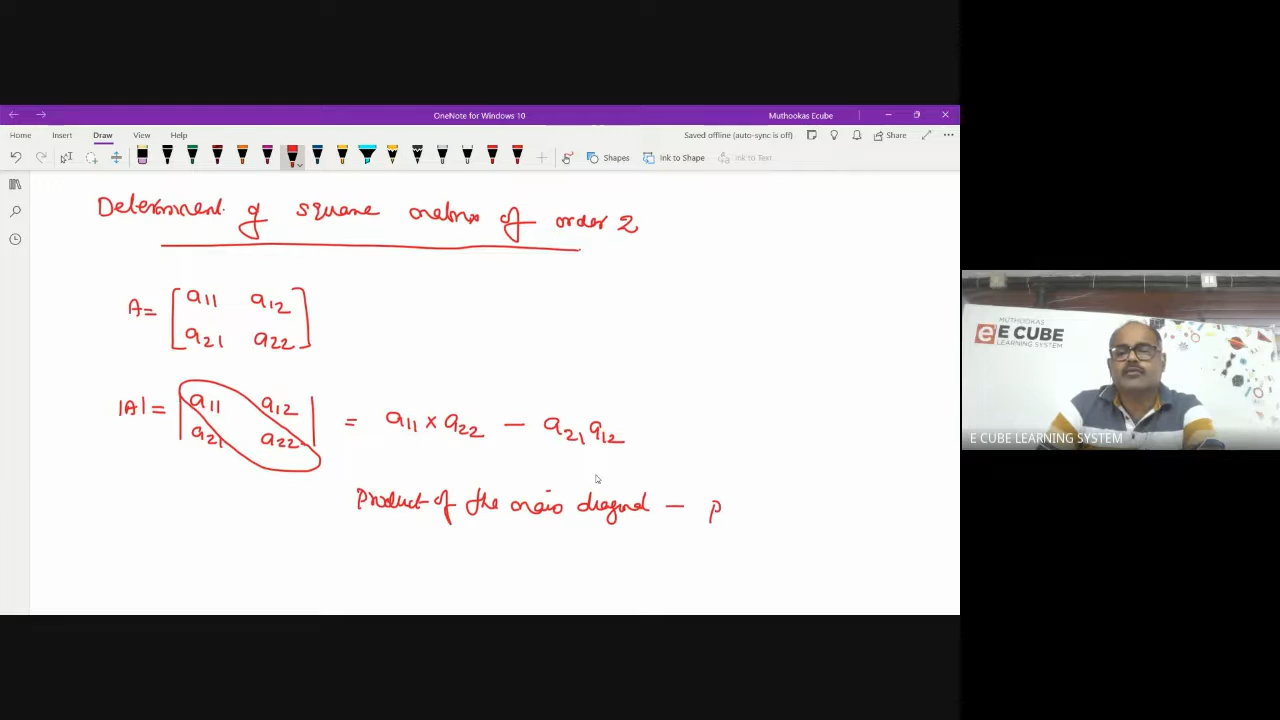 OneNote for Windows 10
Muthookas Ecube
Home Insert Draw View Help
Saved offline (auto-sync is off)
Share
Shapes
Ink to Shape
Ink to Text
Determinant of square matrix of order 2
A= [ a11 a12
a21 a22 ]
|A| = | a11 a12
a21 a22 | = a11 × a22 — a21 a12
Product of the main diagonal — P
MUTHOOKAS
e E CUBE
LEARNING SYSTEM
E CUBE LEARNING SYSTEM